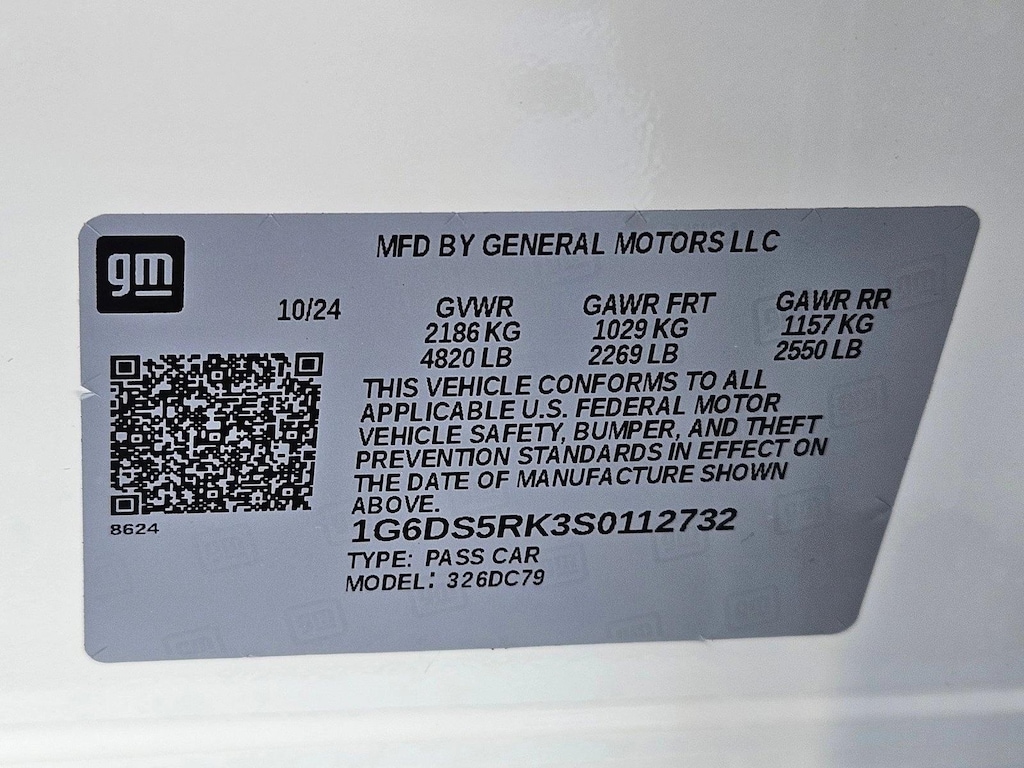 gm
MFD BY GENERAL MOTORS LLC
10/24 GVWR GAWR FRT GAWR RR
2186 KG 1029 KG 1157 KG
4820 LB 2269 LB 2550 LB
THIS VEHICLE CONFORMS TO ALL
APPLICABLE U.S. FEDERAL MOTOR
VEHICLE SAFETY, BUMPER, AND THEFT
PREVENTION STANDARDS IN EFFECT ON
THE DATE OF MANUFACTURE SHOWN
ABOVE.
8624
1G6DS5RK3S0112732
TYPE: PASS CAR
MODEL: 326DC79